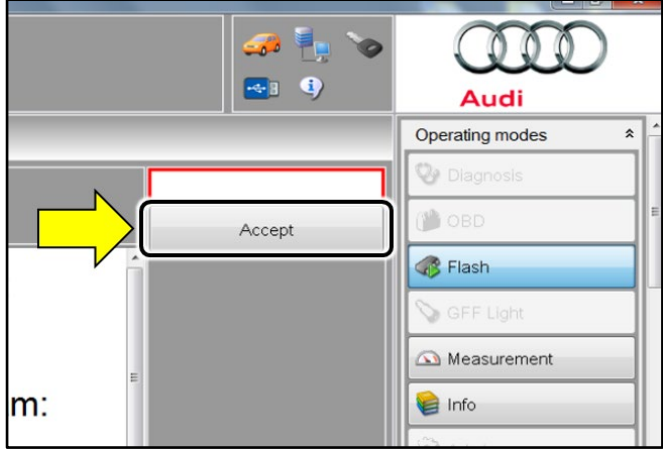 Audi
Operating modes
Diagnosis
OBD
Accept
Flash
GFF Light
Measurement
m:
Info